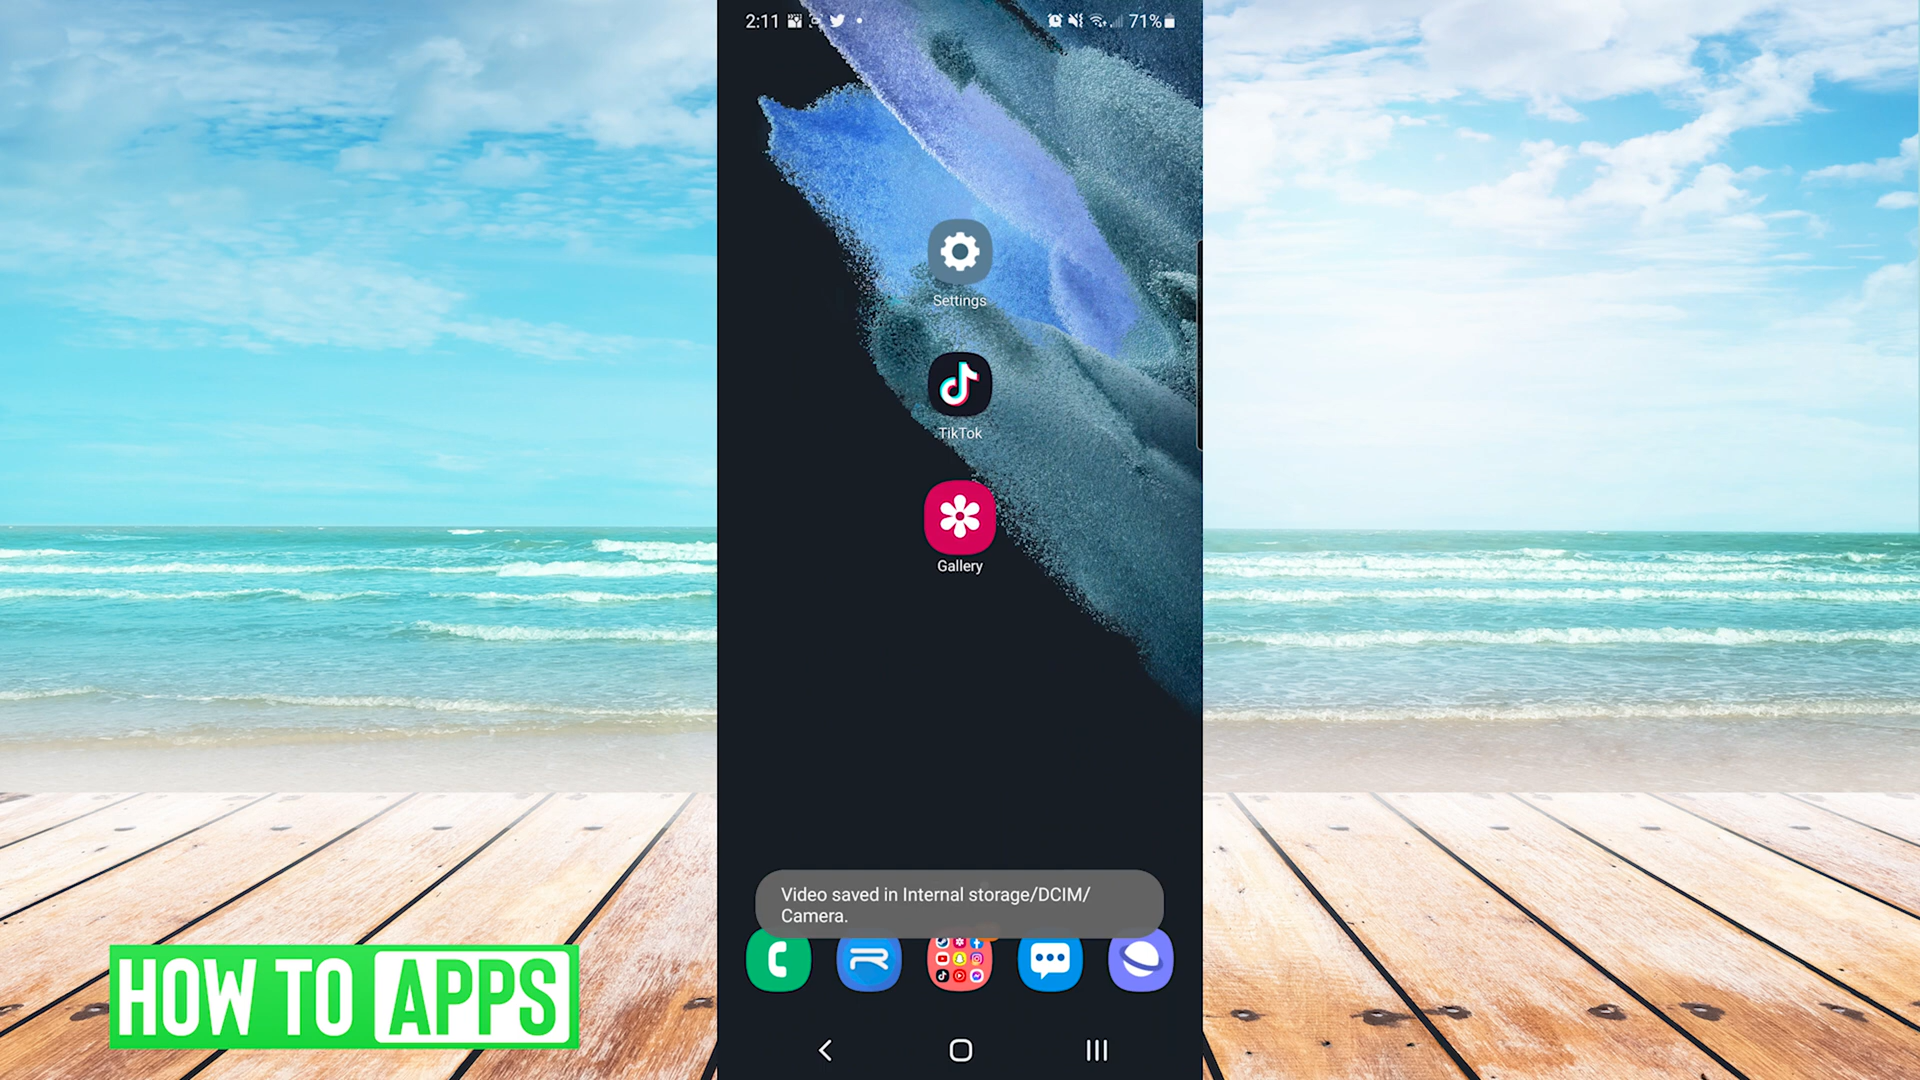 2:11
71%
Settings
TikTok
Gallery
Video saved in Internal storage/DCIM/
Camera.
HOW TO APPS